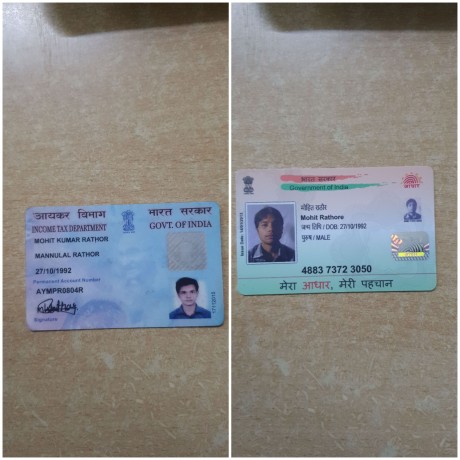 आयकर विभाग
INCOME TAX DEPARTMENT
भारत सरकार
GOVT. OF INDIA
MOHIT KUMAR RATHOR
MANNULAL RATHOR
27/10/1992
Permanent Account Number
AYMPR0804R
Signature
भारत सरकार
Government of India
आधार
मोहित राठौर
Mohit Rathore
जन्म तिथि / DOB: 27/10/1992
पुरुष / MALE
4883 7372 3050
मेरा आधार, मेरी पहचान